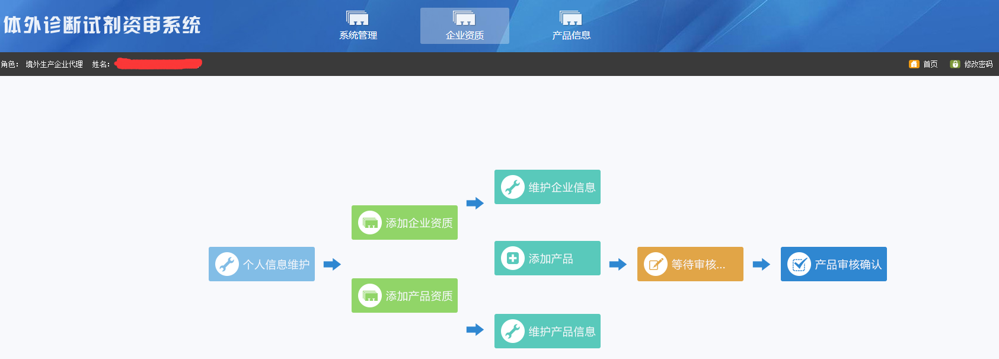 体外诊断试剂资审系统
系统管理
企业资质
产品信息
角色： 境外生产企业代理 姓名：
首页
修改密码
维护企业信息
添加企业资质
添加产品
个人信息维护
等待审核...
产品审核确认
添加产品资质
维护产品信息